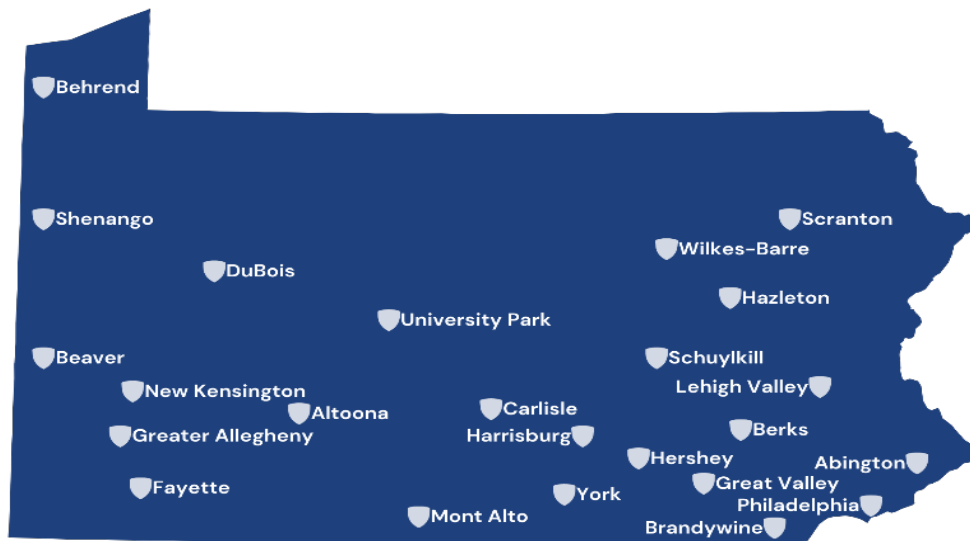 Behrend
Shenango
Scranton
Wilkes-Barre
DuBois
Hazleton
University Park
Beaver
Schuylkill
Lehigh Valley
New Kensington
Altoona
Carlisle
Berks
Greater Allegheny
Harrisburg
Hershey
Abington
Great Valley
Fayette
York
Philadelphia
Mont Alto
Brandywine